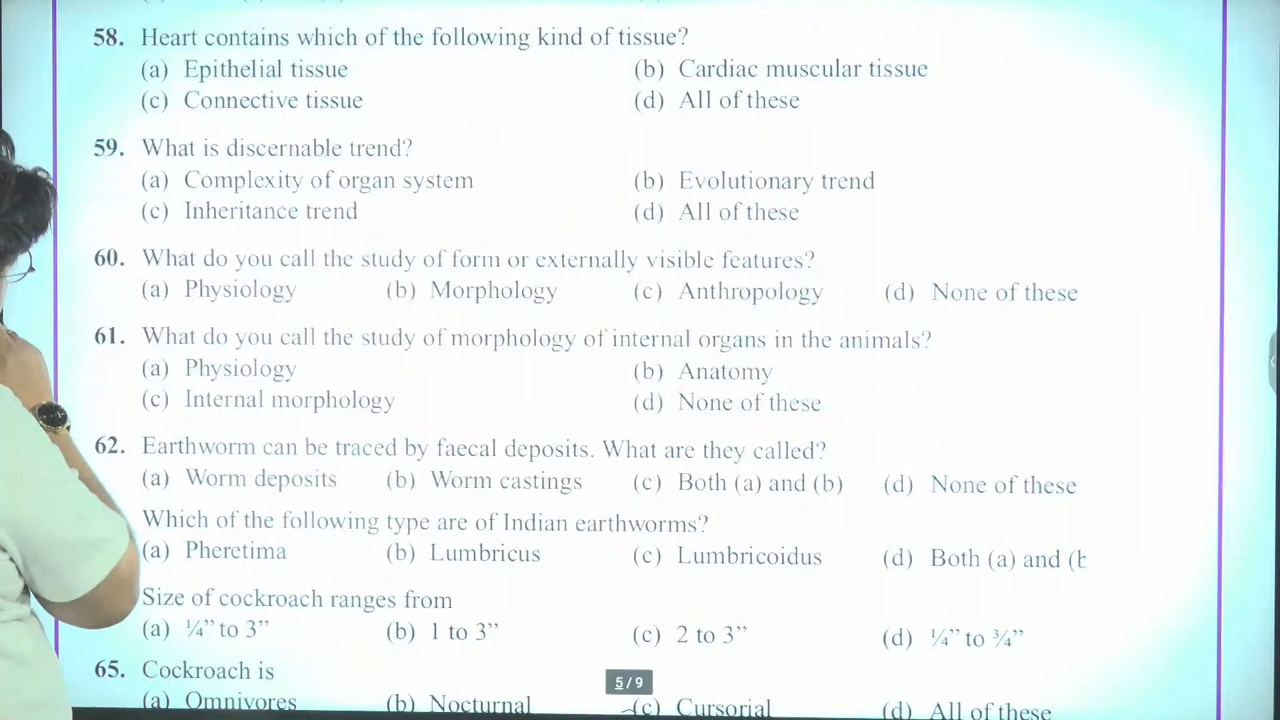 58. Heart contains which of the following kind of tissue?
(a) Epithelial tissue (b) Cardiac muscular tissue
(c) Connective tissue (d) All of these
59. What is discernable trend?
(a) Complexity of organ system (b) Evolutionary trend
(c) Inheritance trend (d) All of these
60. What do you call the study of form or externally visible features?
(a) Physiology (b) Morphology (c) Anthropology (d) None of these
61. What do you call the study of morphology of internal organs in the animals?
(a) Physiology (b) Anatomy
(c) Internal morphology (d) None of these
62. Earthworm can be traced by faecal deposits. What are they called?
(a) Worm deposits (b) Worm castings (c) Both (a) and (b) (d) None of these
Which of the following type are of Indian earthworms?
(a) Pheretima (b) Lumbricus (c) Lumbricoidus (d) Both (a) and (b
Size of cockroach ranges from
(a) ¼” to 3” (b) 1 to 3” (c) 2 to 3” (d) ¼” to ¾”
65. Cockroach is
5/9
(a) Omnivores (b) Nocturnal (c) Cursorial (d) All of these